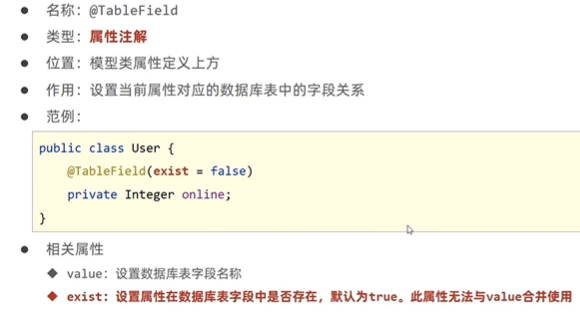 ● 名称：@TableField
● 类型：属性注解
● 位置：模型类属性定义上方
● 作用：设置当前属性对应的数据库表中的字段关系
● 范例：
public class User {
    @TableField(exist = false)
    private Integer online;
}
● 相关属性
◆ value：设置数据库表字段名称
◆ exist：设置属性在数据库表字段中是否存在，默认为true。此属性无法与value合并使用